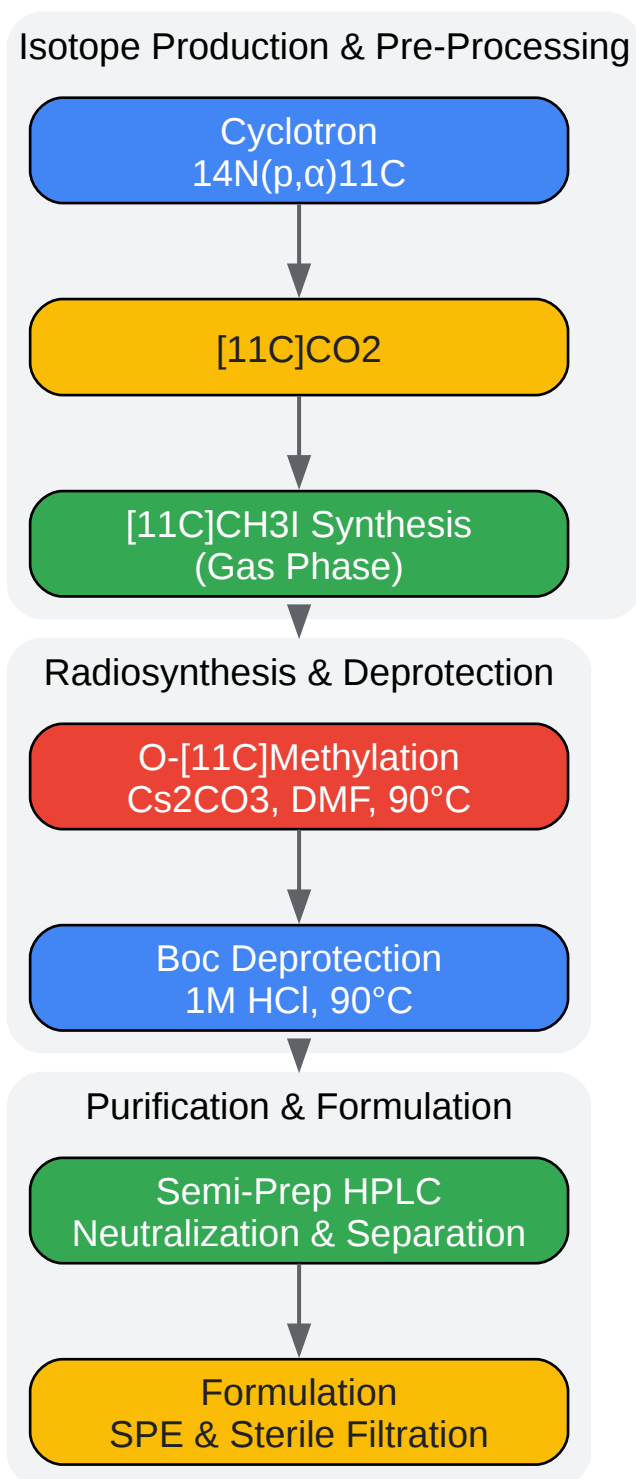 Isotope Production & Pre-Processing
Cyclotron
14N(p,α)11C
[11C]CO2
[11C]CH3I Synthesis
(Gas Phase)
Radiosynthesis & Deprotection
O-[11C]Methylation
Cs2CO3, DMF, 90°C
Boc Deprotection
1M HCl, 90°C
Purification & Formulation
Semi-Prep HPLC
Neutralization & Separation
Formulation
SPE & Sterile Filtration